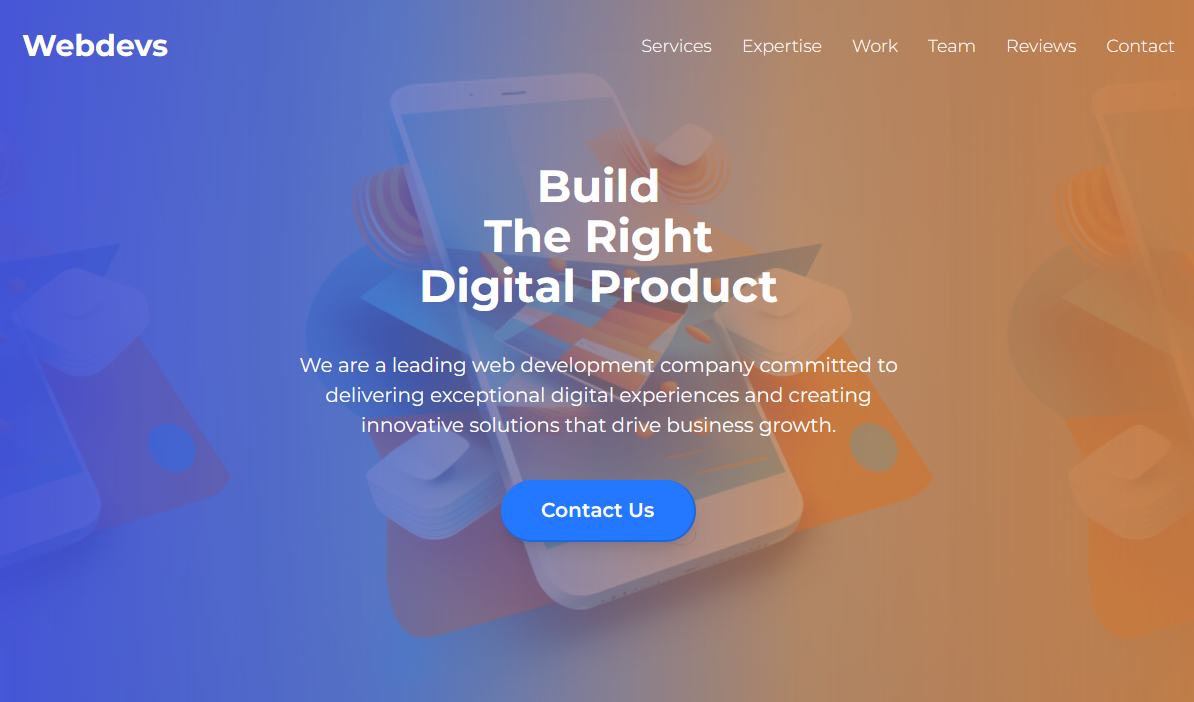 Webdevs
Services Expertise Work Team Reviews Contact
Build
The Right
Digital Product
We are a leading web development company committed to
delivering exceptional digital experiences and creating
innovative solutions that drive business growth.
Contact Us